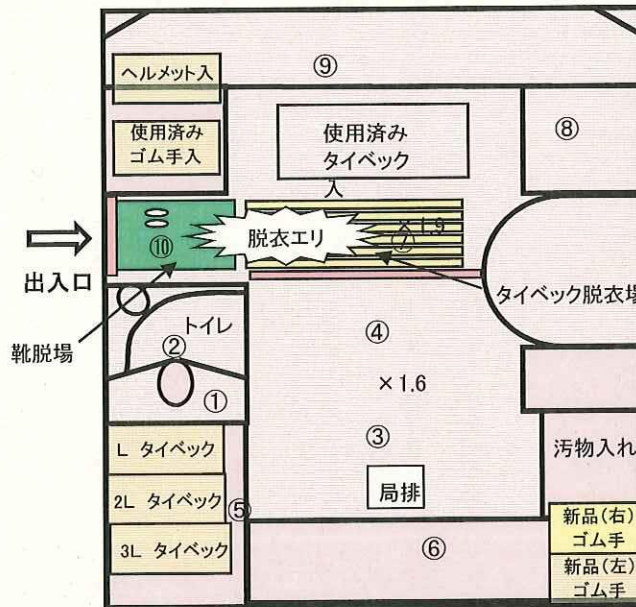 ⑨
ヘルメット入
使用済み
ゴム手入
使用済み
タイベック
入
⑧
出入口
⑩
脱衣エリ
×1.9
⑦
タイベック脱衣場
靴脱場
トイレ
②
①
④
×1.6
③
局排
L タイベック
2L タイベック
3L タイベック
⑤
⑥
汚物入れ
新品(右)
ゴム手
新品(左)
ゴム手